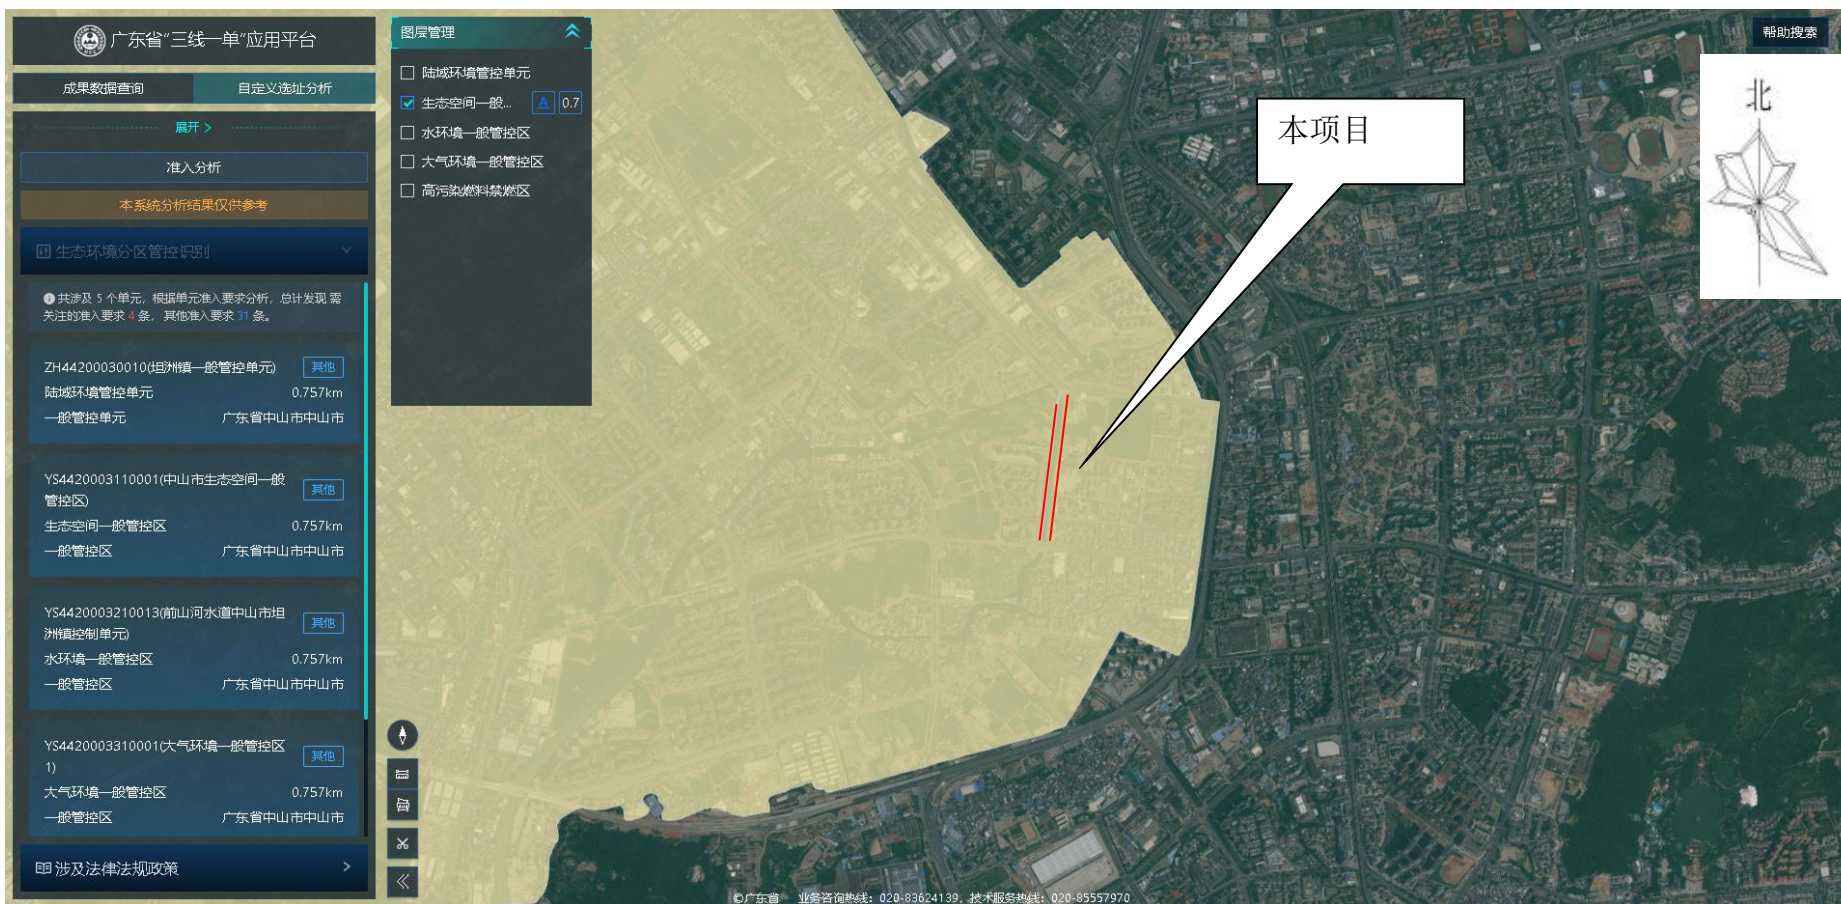 广东省“三线一单”应用平台
成果数据查询
自定义选址分析
展开 >
准入分析
本系统分析结果仅供参考
生态环境分区管控识别
共涉及 5 个单元，根据单元准入要求分析，总计发现 需
关注的准入要求 4 条， 其他准入要求 31 条。
ZH44200030010(坦洲镇一般管控单元)
其他
陆域环境管控单元
0.757km
一般管控单元
广东省中山市中山市
YS4420003110001(中山市生态空间一般
管控区)
其他
生态空间一般管控区
0.757km
一般管控区
广东省中山市中山市
YS4420003210013(前山河水道中山市坦
洲镇控制单元)
其他
水环境一般管控区
0.757km
一般管控区
广东省中山市中山市
YS4420003310001(大气环境一般管控区
1)
其他
大气环境一般管控区
0.757km
一般管控区
广东省中山市中山市
涉及法律法规政策
图层管理
陆域环境管控单元
生态空间一般...
A
0.7
水环境一般管控区
大气环境一般管控区
高污染燃料禁燃区
本项目
帮助搜索
北
©广东省 业务咨询热线：020-83624139，技术服务热线：020-85557970